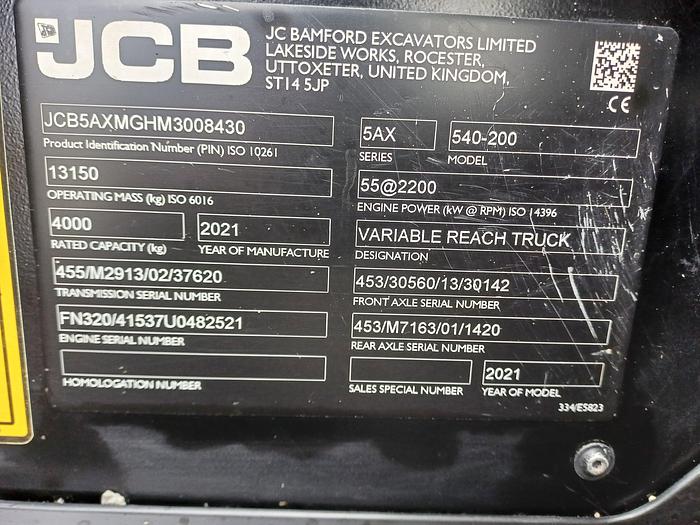 JCB
JC BAMFORD EXCAVATORS LIMITED
LAKESIDE WORKS, ROCESTER,
UTTOXETER, UNITED KINGDOM,
ST14 5JP
CE
JCB5AXMGHM3008430
Product Identification Number (PIN) ISO 10261
5AX
SERIES
540-200
MODEL
13150
OPERATING MASS (kg) ISO 6016
55@2200
ENGINE POWER (kW @ RPM) ISO 14396
4000
RATED CAPACITY (kg)
2021
YEAR OF MANUFACTURE
VARIABLE REACH TRUCK
DESIGNATION
455/M2913/02/37620
TRANSMISSION SERIAL NUMBER
453/30560/13/30142
FRONT AXLE SERIAL NUMBER
FN320/41537U0482521
ENGINE SERIAL NUMBER
453/M7163/01/1420
REAR AXLE SERIAL NUMBER
HOMOLOGATION NUMBER
SALES SPECIAL NUMBER
2021
YEAR OF MODEL
334/E5823